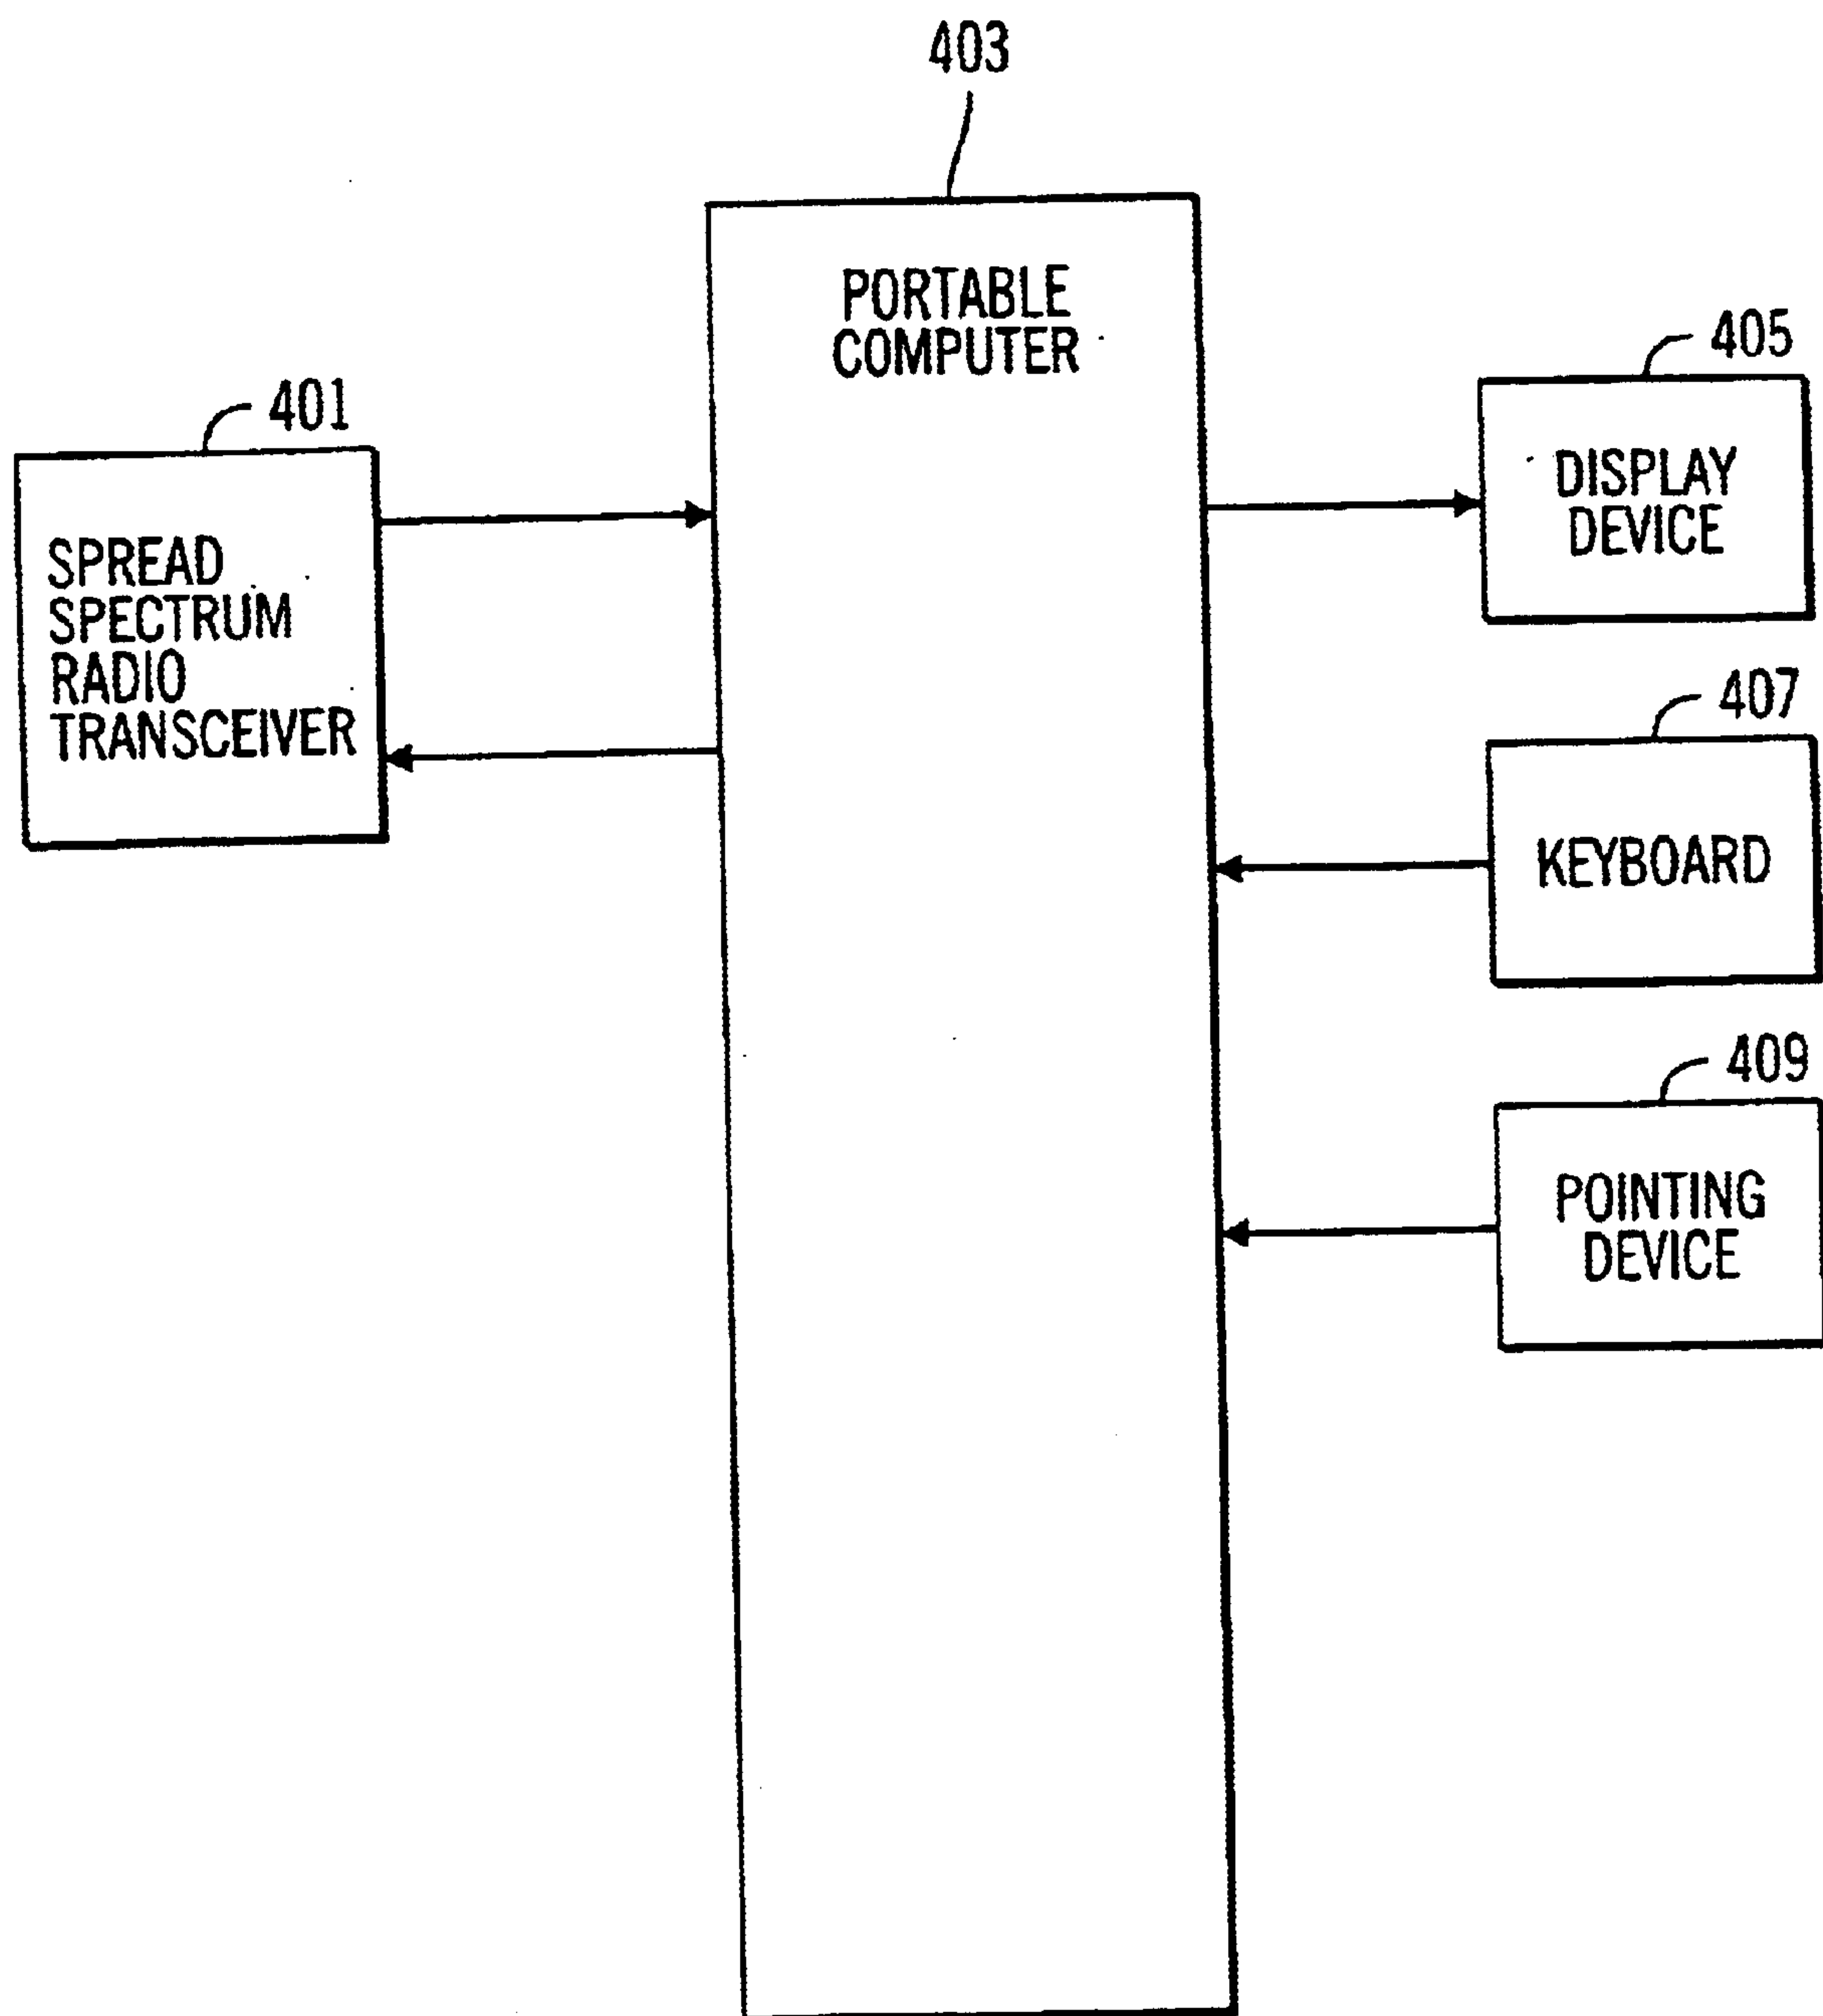 403
PORTABLE
COMPUTER
401
SPREAD
SPECTRUM
RADIO
TRANSCEIVER
405
DISPLAY
DEVICE
407
KEYBOARD
409
POINTING
DEVICE